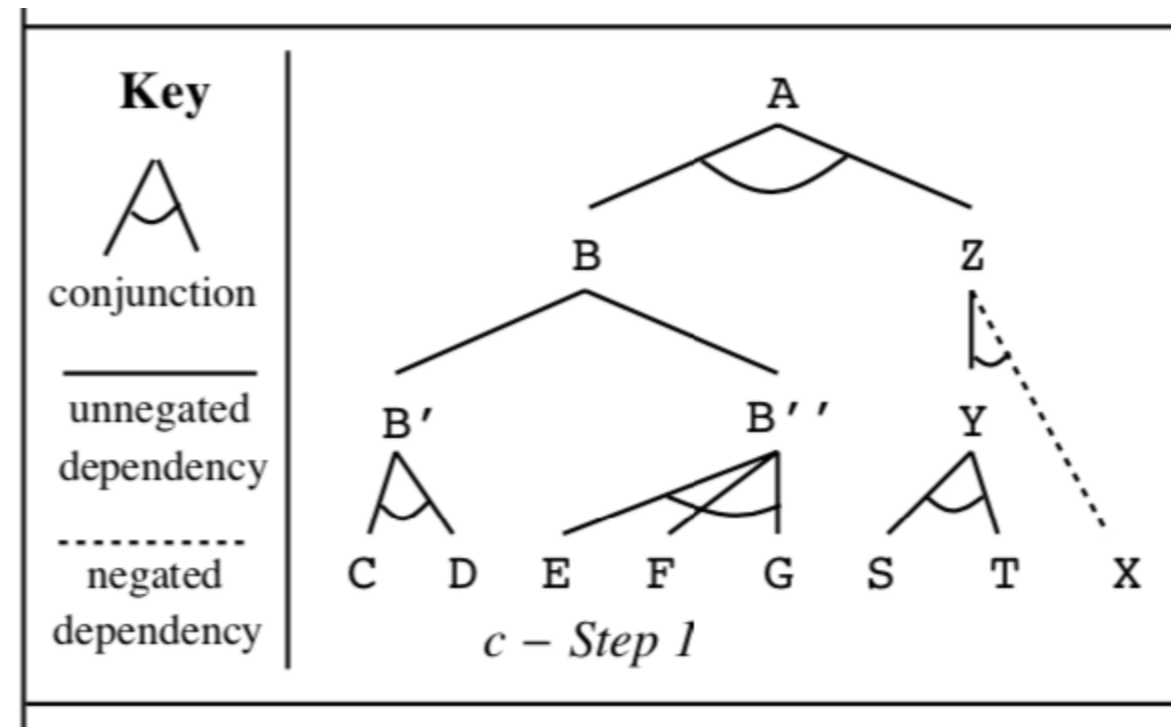 Key
conjunction
unnegated
dependency
negated
dependency
A
B Z
B′ B′′ Y
C D E F G S T X
c – Step 1